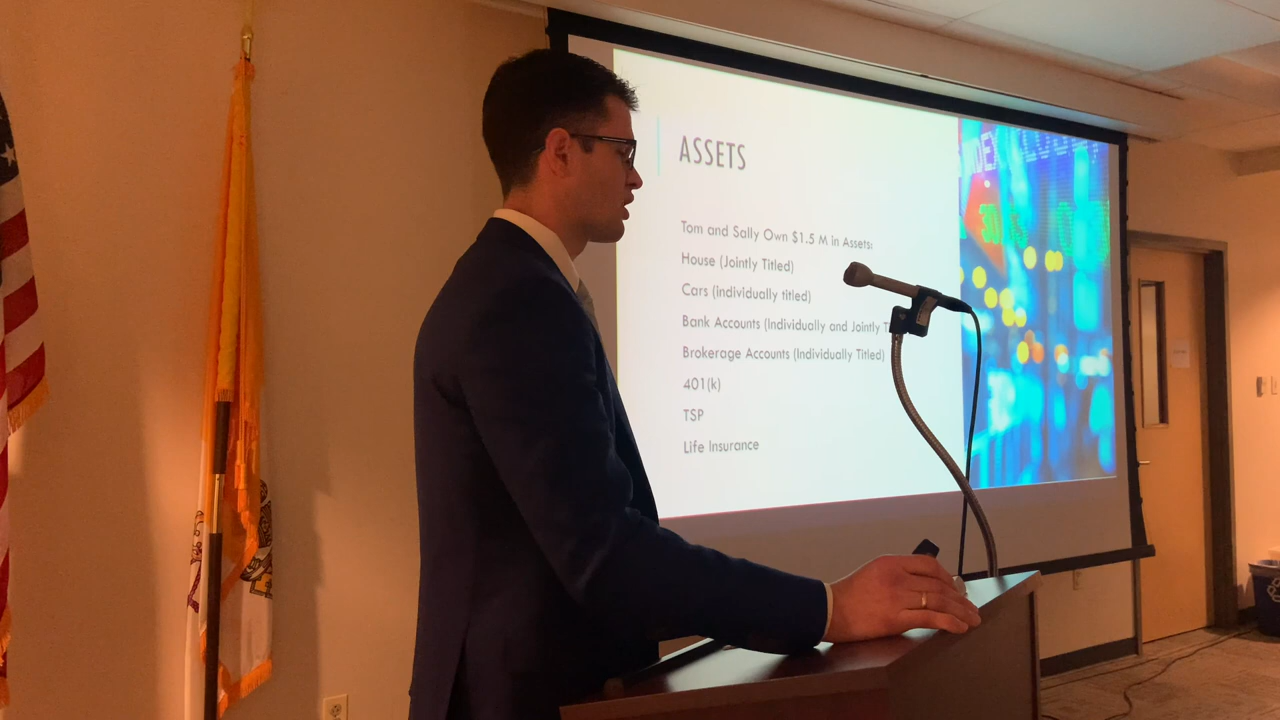 ASSETS
Tom and Sally Own $1.5 M in Assets:
House (Jointly Titled)
Cars (Individually titled)
Bank Accounts (Individually and Jointly T
Brokerage Accounts (Individually Titled)
401(k)
TSP
Life Insurance